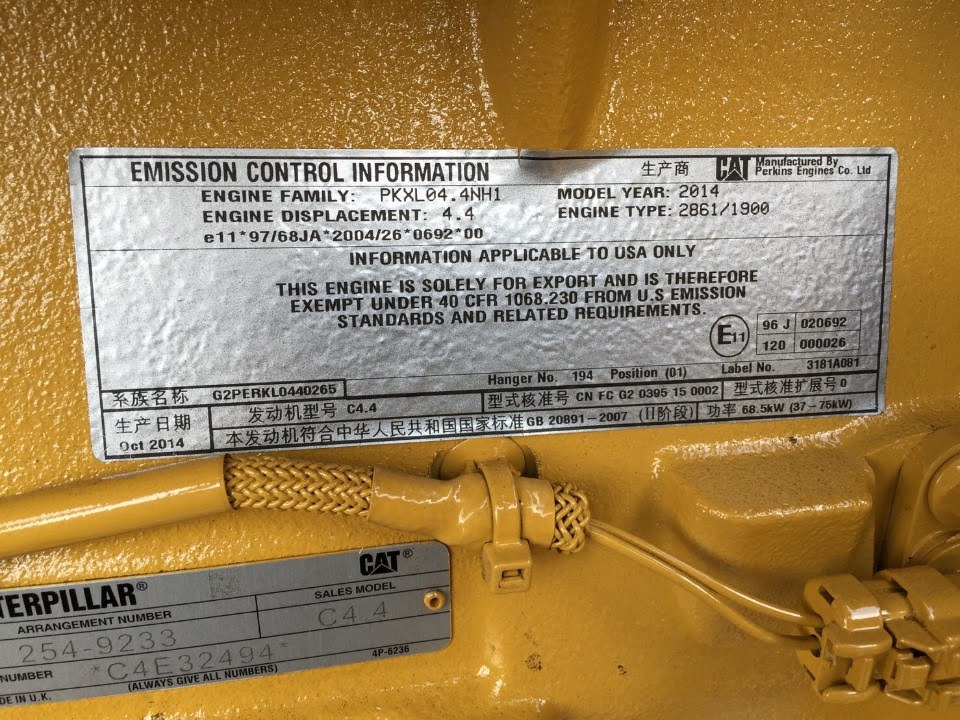 EMISSION CONTROL INFORMATION 生产商 CAT Manufactured By
Perkins Engines Co. Ltd
ENGINE FAMILY: PKXL04.4NH1 MODEL YEAR: 2014
ENGINE DISPLACEMENT: 4.4 ENGINE TYPE: 2861/1900
e11*97/68JA*2004/26*0692*00
INFORMATION APPLICABLE TO USA ONLY
THIS ENGINE IS SOLELY FOR EXPORT AND IS THEREFORE
EXEMPT UNDER 40 CFR 1068.230 FROM U.S EMISSION
STANDARDS AND RELATED REQUIREMENTS.
E11 96 J 020692
120 000026
Hanger No. 194 Position (01) Label No. 3181A081
系族名称 G2PERKL0440265 型式核准号 CN FC G2 0395 15 0002 型式核准扩展号 0
生产日期 发动机型号 C4.4
Oct 2014 本发动机符合中华人民共和国国家标准 GB 20891-2007 (II阶段) 功率 68.5kW (37-75kW)
TERPILLAR® CAT®
ARRANGEMENT NUMBER SALES MODEL
254-9233 C4.4
NUMBER *C4E32494* 4P-6236
(ALWAYS GIVE ALL NUMBERS)
DE IN U.K.